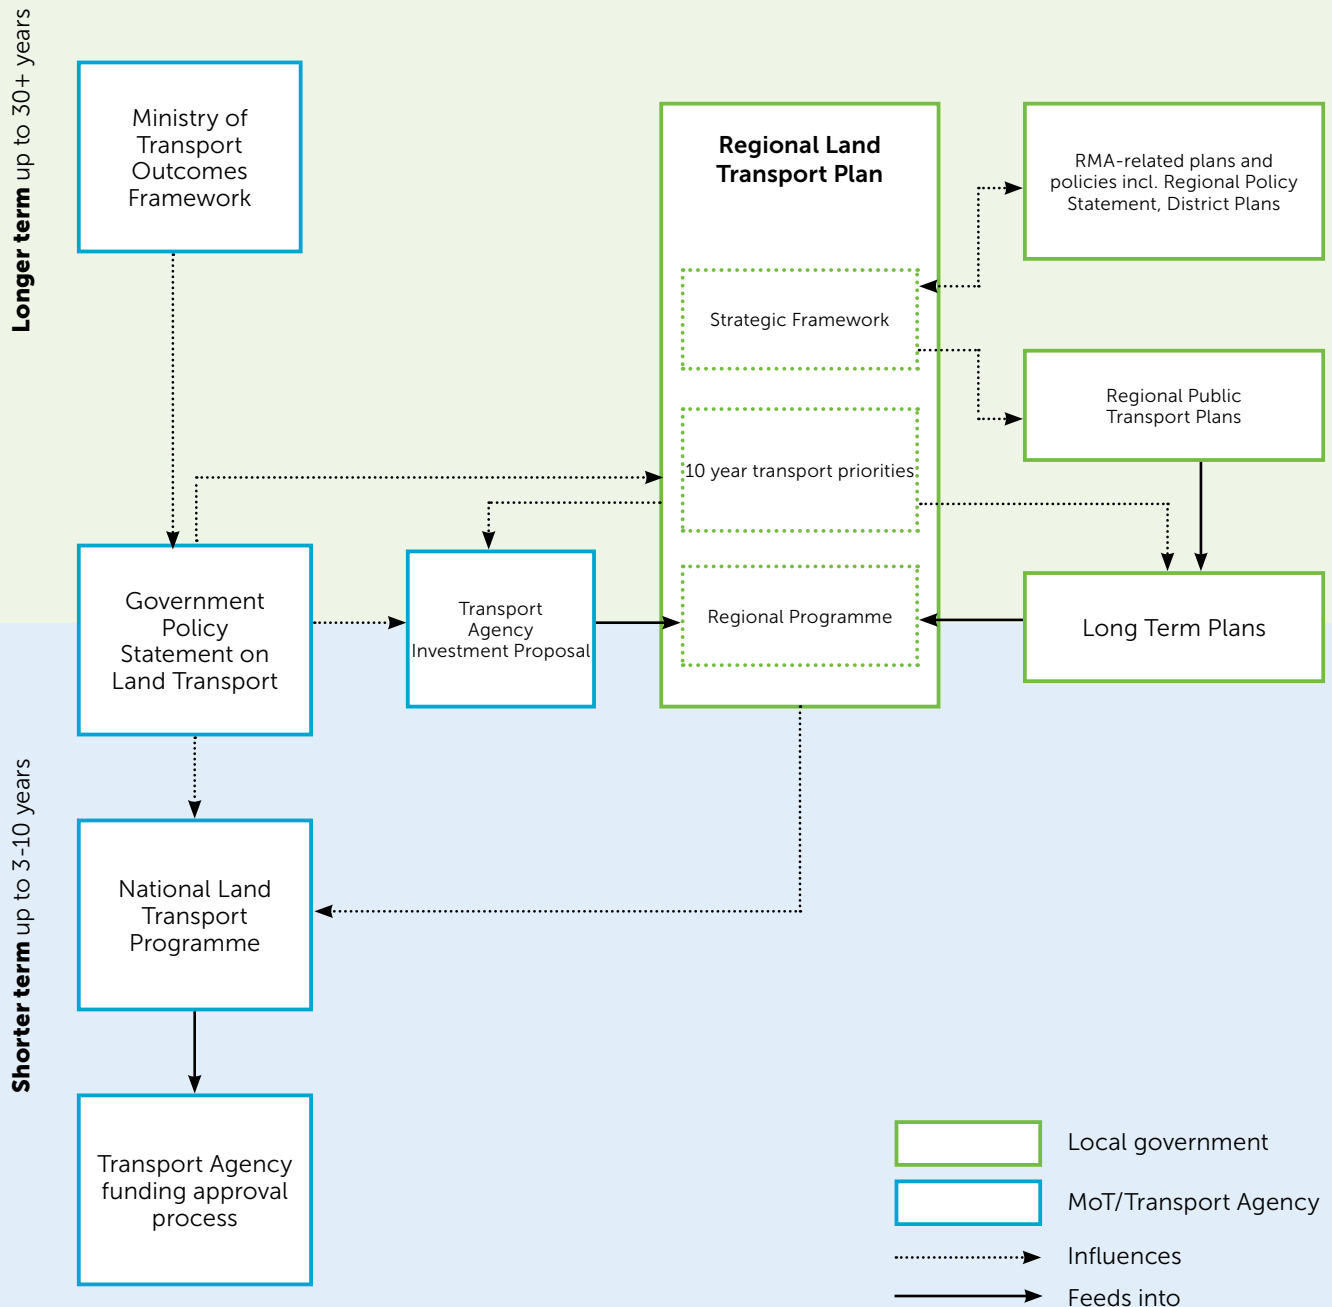 Longer term up to 30+ years
Ministry of
Transport
Outcomes
Framework
Regional Land
Transport Plan
RMA-related plans and
policies incl. Regional Policy
Statement, District Plans
Strategic Framework
Regional Public
Transport Plans
10 year transport priorities
Government
Policy
Statement on
Land Transport
Transport
Agency
Investment Proposal
Regional Programme
Long Term Plans
Shorter term up to 3-10 years
National Land
Transport
Programme
Transport Agency
funding approval
process
Local government
MoT/Transport Agency
Influences
Feeds into